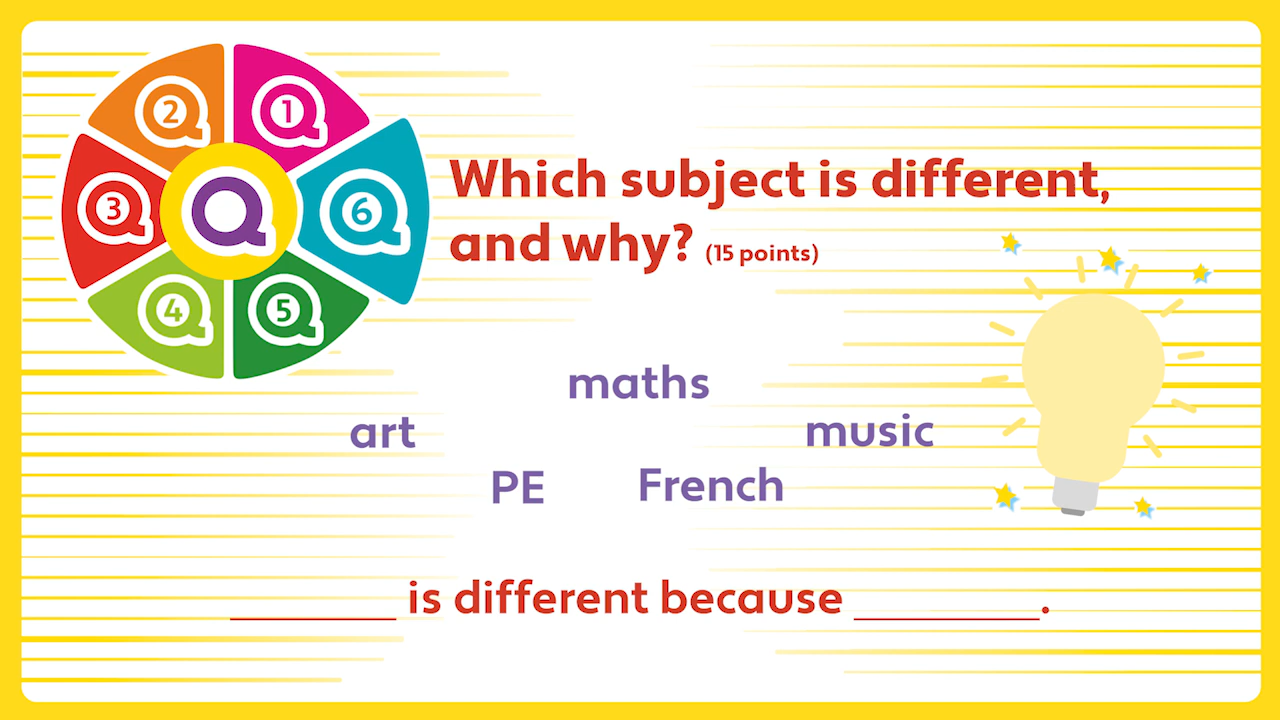 2
1
3
Q
6
4
5
Which subject is different,
and why? (15 points)
maths
art
music
PE
French
________ is different because _________.